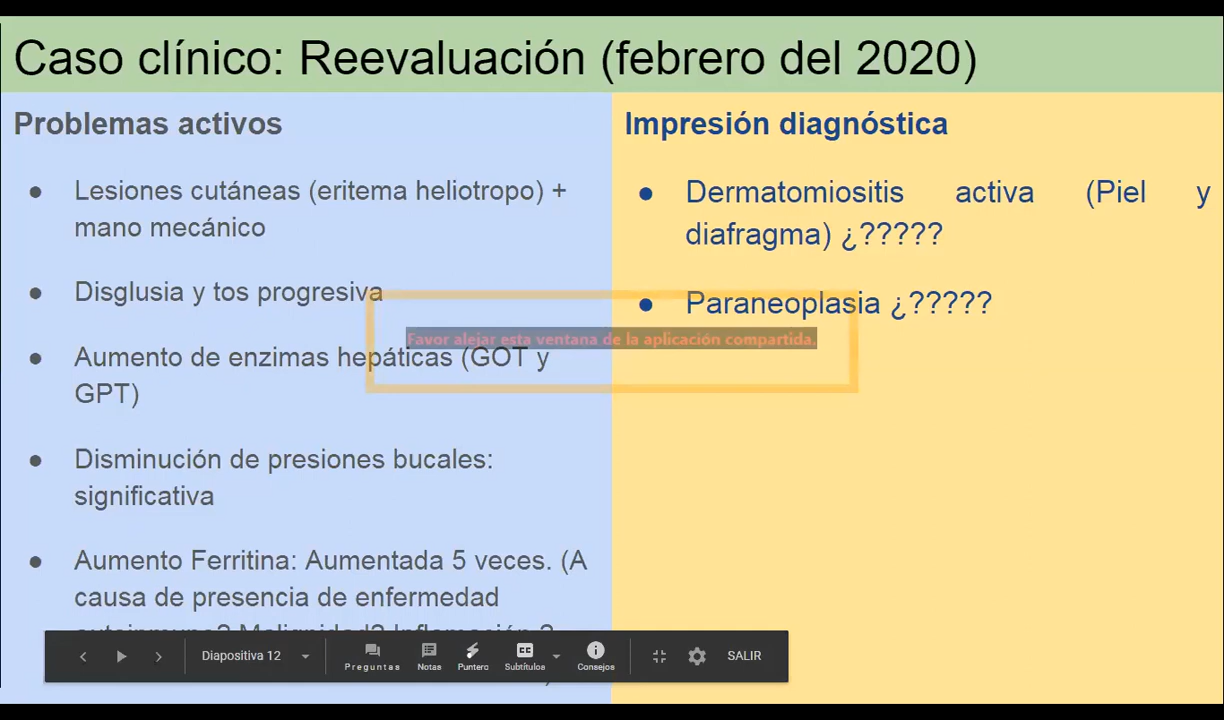 Caso clínico: Reevaluación (febrero del 2020)
Problemas activos
● Lesiones cutáneas (eritema heliotropo) +
mano mecánico
● Disglusia y tos progresiva
● Aumento de enzimas hepáticas (GOT y
GPT)
● Disminución de presiones bucales:
significativa
● Aumento Ferritina: Aumentada 5 veces. (A
causa de presencia de enfermedad
autoinmune? Malignidad? Inflamación ?
Impresión diagnóstica
● Dermatomiositis activa (Piel y
diafragma) ¿?????
● Paraneoplasia ¿?????
Favor alejar esta ventana de la aplicación compartida.
Diapositiva 12
Preguntas
Notas
Puntero
Subtítulos
Consejos
SALIR